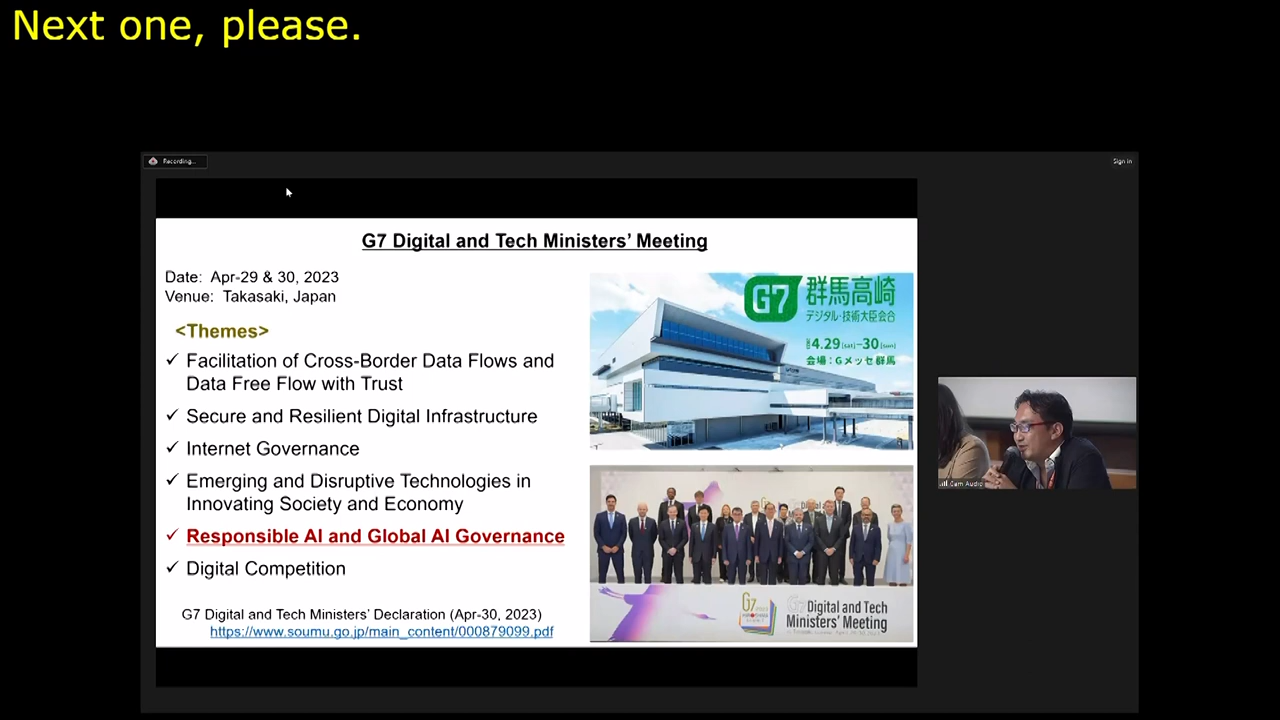 Next one, please.
Recording...
Sign in
G7 Digital and Tech Ministers’ Meeting
Date: Apr-29 & 30, 2023
Venue: Takasaki, Japan
<Themes>
✓ Facilitation of Cross-Border Data Flows and
Data Free Flow with Trust
✓ Secure and Resilient Digital Infrastructure
✓ Internet Governance
✓ Emerging and Disruptive Technologies in
Innovating Society and Economy
✓ Responsible AI and Global AI Governance
✓ Digital Competition
G7 Digital and Tech Ministers’ Declaration (Apr-30, 2023)
https://www.soumu.go.jp/main_content/000879099.pdf
G7 群馬高崎
デジタル・技術大臣会合
4.29[sat]–30[sun]
会場：Gメッセ群馬
G7
Digital and Tech
Ministers' Meeting
Cam Audio